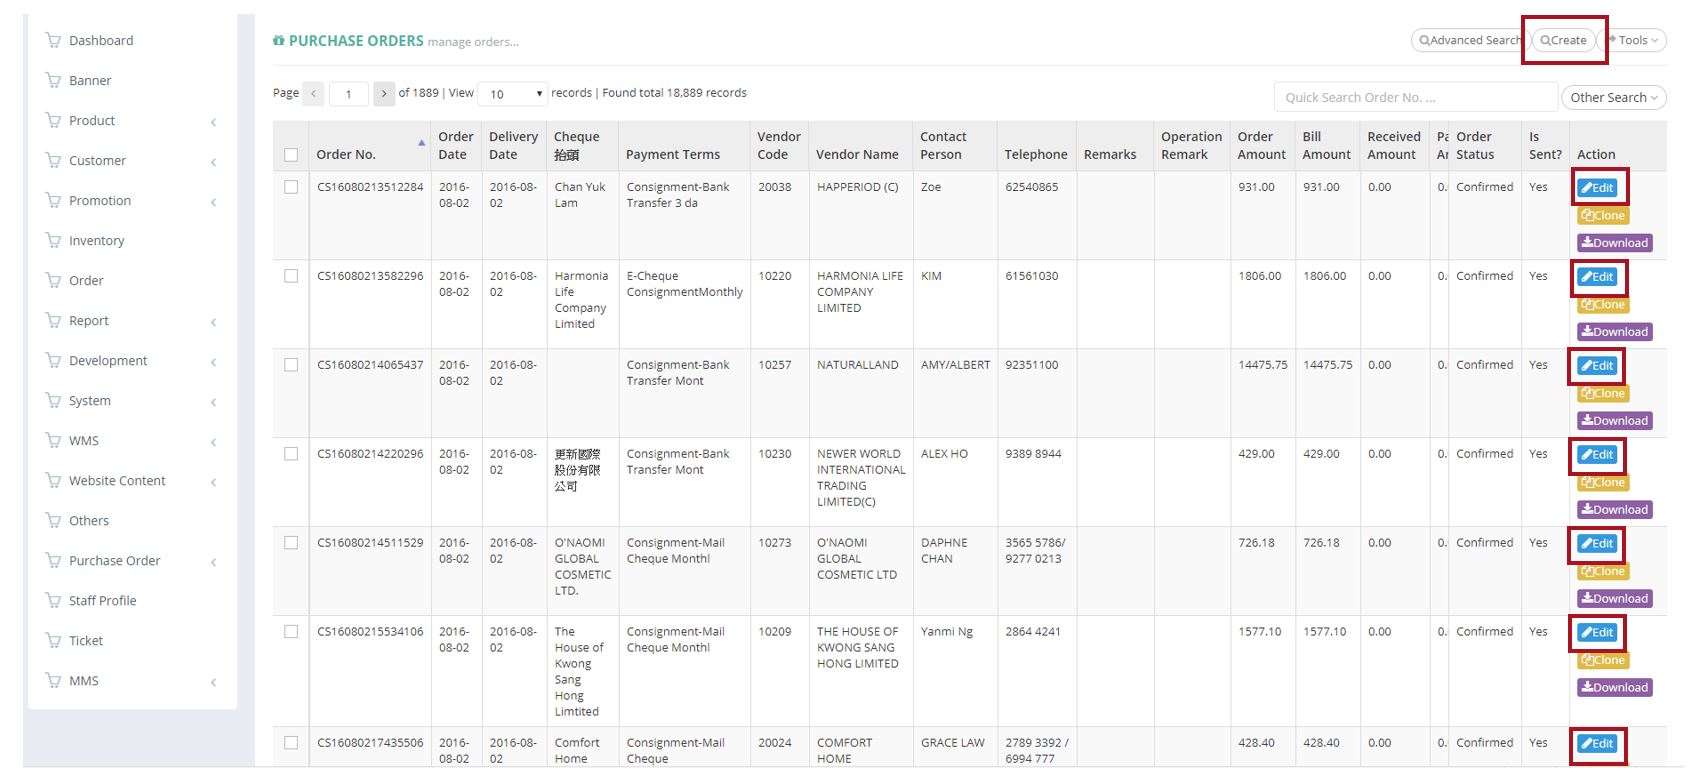 Dashboard
Banner
Product
Customer
Promotion
Inventory
Order
Report
Development
System
WMS
Website Content
Others
Purchase Order
Staff Profile
Ticket
MMS
PURCHASE ORDERS manage orders...
Advanced Search
Create
Tools
Page 1 of 1889 | View 10 records | Found total 18,889 records
Quick Search Order No. ...
Other Search
Order No. Order Date Delivery Date Cheque 抬頭 Payment Terms Vendor Code Vendor Name Contact Person Telephone Remarks Operation Remark Order Amount Bill Amount Received Amount Order Status Is Sent? Action
CS16080213512284 2016-08-02 2016-08-02 Chan Yuk Lam Consignment-Bank Transfer 3 da 20038 HAPPERIOD (C) Zoe 62540865 931.00 931.00 0.00 0. Confirmed Yes Edit
Clone
Download
CS16080213582296 2016-08-02 2016-08-02 Harmonia Life Company Limited E-Cheque ConsignmentMonthly 10220 HARMONIA LIFE COMPANY LIMITED KIM 61561030 1806.00 1806.00 0.00 0. Confirmed Yes Edit
Clone
Download
CS16080214065437 2016-08-02 2016-08-02 Consignment-Bank Transfer Mont 10257 NATURALLAND AMY/ALBERT 92351100 14475.75 14475.75 0.00 0. Confirmed Yes Edit
Clone
Download
CS16080214220296 2016-08-02 2016-08-02 更新國際股份有限公司 Consignment-Bank Transfer Mont 10230 NEWER WORLD INTERNATIONAL TRADING LIMITED(C) ALEX HO 9389 8944 429.00 429.00 0.00 0. Confirmed Yes Edit
Clone
Download
CS16080214511529 2016-08-02 2016-08-02 O'NAOMI GLOBAL COSMETIC LTD. Consignment-Mail Cheque Monthl 10273 O'NAOMI GLOBAL COSMETIC LTD DAPHNE CHAN 3565 5786/ 9277 0213 726.18 726.18 0.00 0. Confirmed Yes Edit
Clone
Download
CS16080215534106 2016-08-02 2016-08-02 The House of Kwong Sang Hong Limtited Consignment-Mail Cheque Monthl 10209 THE HOUSE OF KWONG SANG HONG LIMITED Yanmi Ng 2864 4241 1577.10 1577.10 0.00 0. Confirmed Yes Edit
Clone
Download
CS16080217435506 2016-08-02 2016-08-02 Comfort Home Consignment-Mail Cheque 20024 COMFORT HOME GRACE LAW 2789 3392 / 6994 777 428.40 428.40 0.00 0. Confirmed Yes Edit